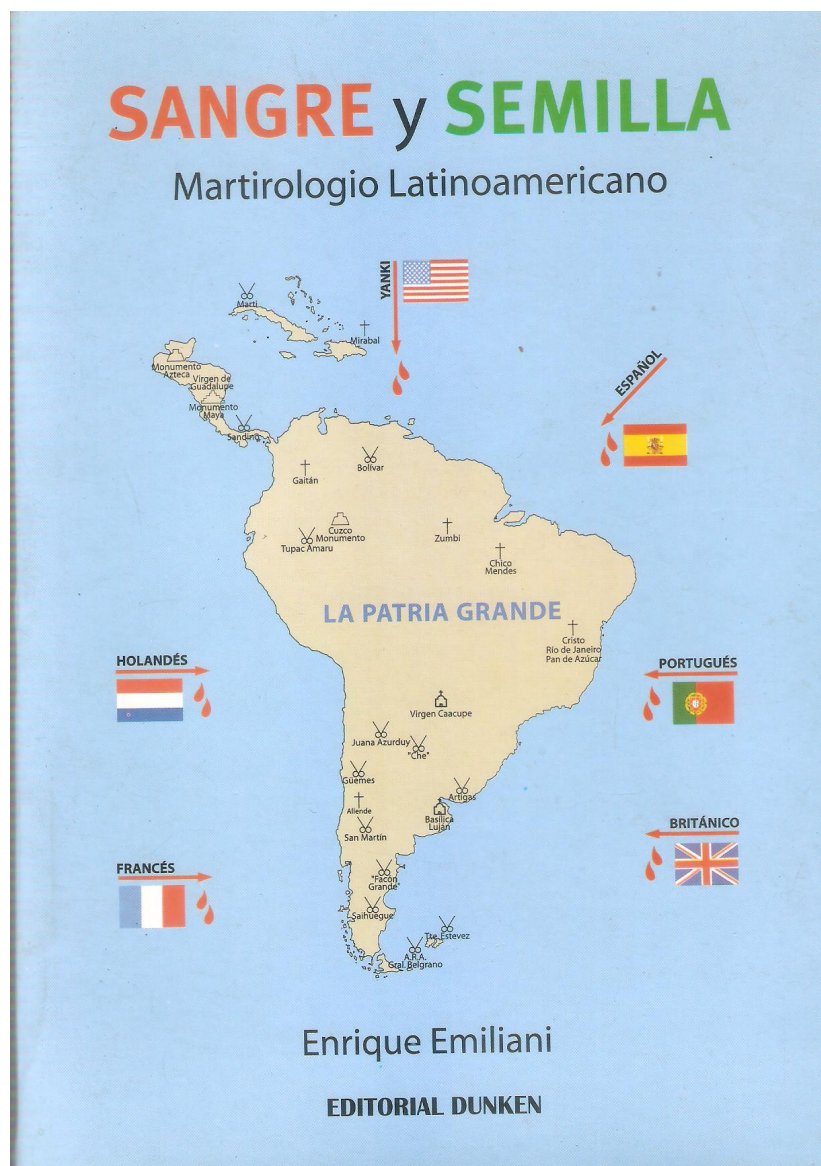 SANGRE y SEMILLA
Martirologio Latinoamericano
YANKI
Martí
Mirabal
Monumento
Azteca
Virgen de
Guadalupe
Monumento
Maya
Sandino
ESPAÑOL
Gaitán
Bolívar
Cuzco
Monumento
Tupac Amaru
Zumbi
Chico
Mendes
LA PATRIA GRANDE
Cristo
Río de Janeiro
Pan de Azúcar
HOLANDÉS
PORTUGUÉS
Virgen Caacupe
Juana Azurduy
"Che"
Güemes
Artigas
Allende
Basílica
Luján
San Martín
BRITÁNICO
FRANCÉS
"Facón
Grande"
Saihueque
Tte. Estevez
A.R.A.
Gral. Belgrano
Enrique Emiliani
EDITORIAL DUNKEN